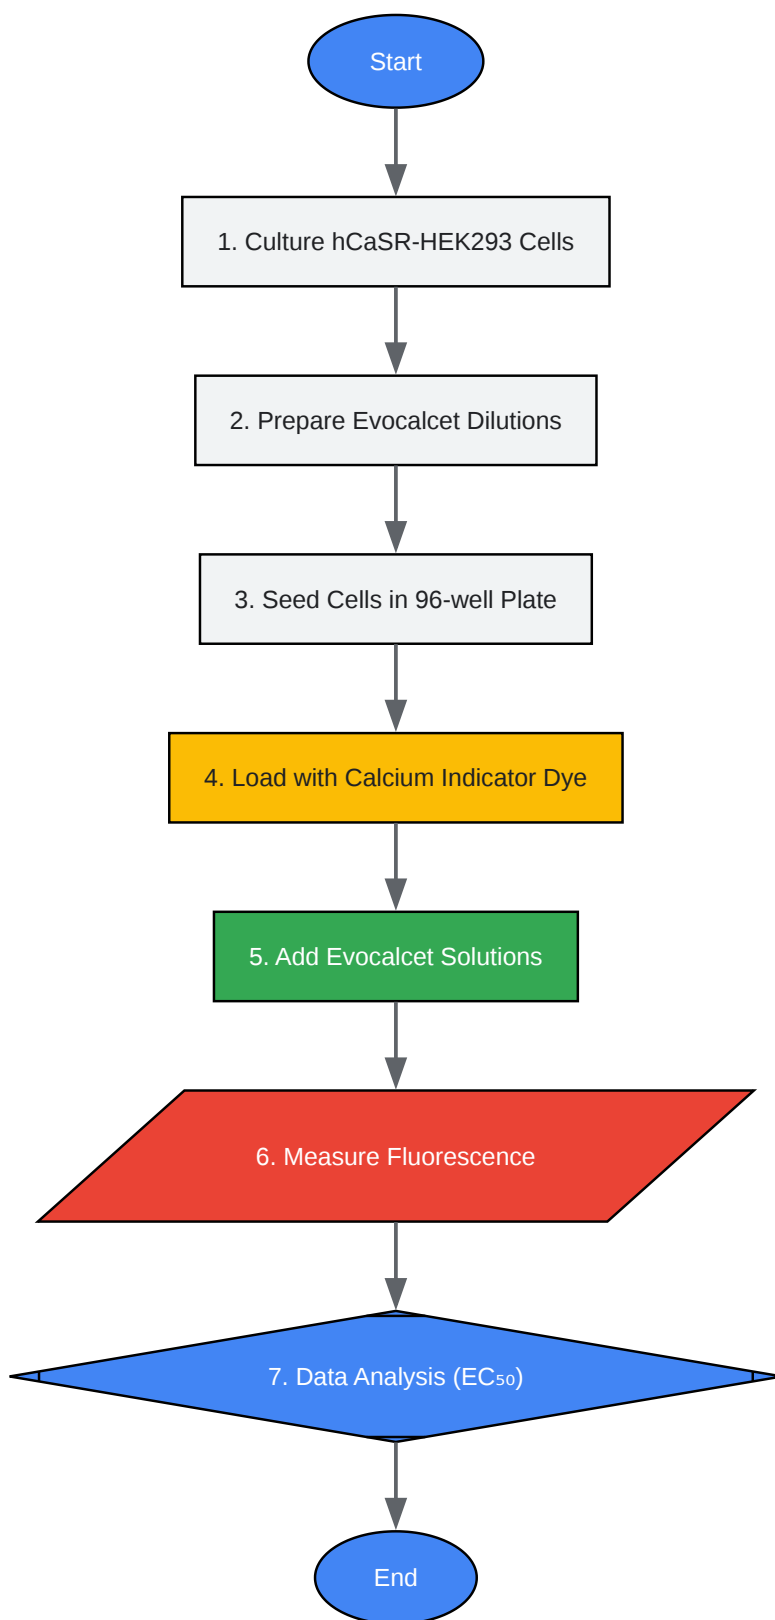 Start
1. Culture hCaSR-HEK293 Cells
2. Prepare Evocalcet Dilutions
3. Seed Cells in 96-well Plate
4. Load with Calcium Indicator Dye
5. Add Evocalcet Solutions
6. Measure Fluorescence
7. Data Analysis (EC₅₀)
End